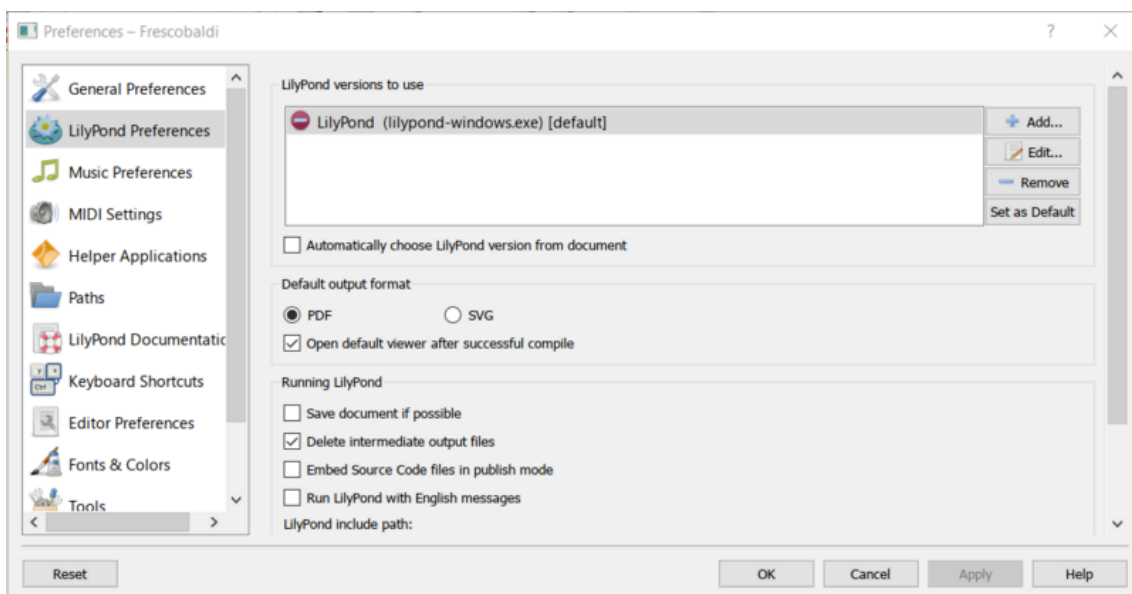 Preferences – Frescobaldi
?
General Preferences
LilyPond Preferences
Music Preferences
MIDI Settings
Helper Applications
Paths
LilyPond Documentatic
Keyboard Shortcuts
Ctrl
Editor Preferences
Fonts & Colors
Tools
LilyPond versions to use
LilyPond (lilypond-windows.exe) [default]
Add...
Edit...
Remove
Set as Default
Automatically choose LilyPond version from document
Default output format
PDF
SVG
Open default viewer after successful compile
Running LilyPond
Save document if possible
Delete intermediate output files
Embed Source Code files in publish mode
Run LilyPond with English messages
LilyPond include path:
Reset
OK
Cancel
Apply
Help